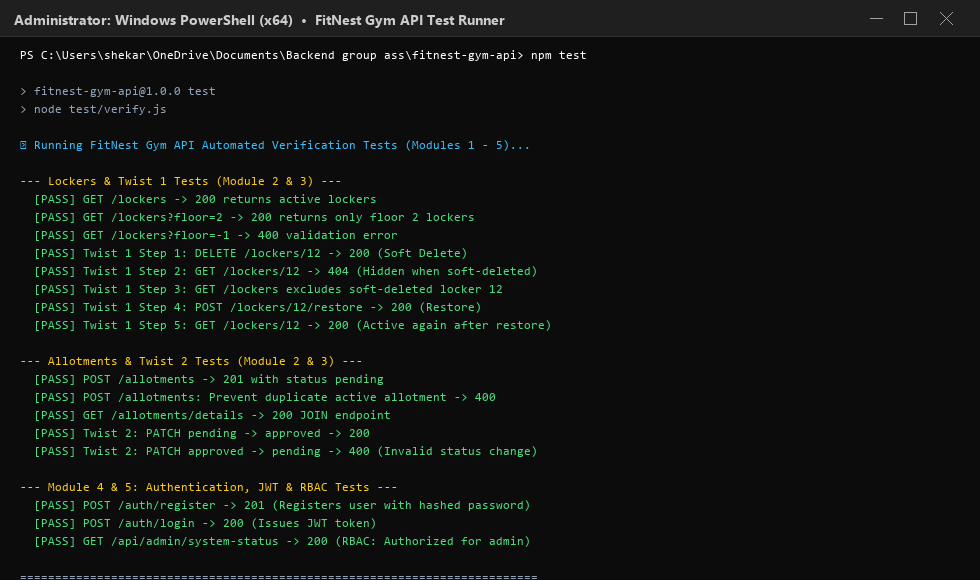 Administrator: Windows PowerShell (x64) • FitNest Gym API Test Runner
PS C:\Users\shekar\OneDrive\Documents\Backend group ass\fitnest-gym-api> npm test
> fitnest-gym-api@1.0.0 test
> node test/verify.js
Running FitNest Gym API Automated Verification Tests (Modules 1 - 5)...
--- Lockers & Twist 1 Tests (Module 2 & 3) ---
[PASS] GET /lockers -> 200 returns active lockers
[PASS] GET /lockers?floor=2 -> 200 returns only floor 2 lockers
[PASS] GET /lockers?floor=-1 -> 400 validation error
[PASS] Twist 1 Step 1: DELETE /lockers/12 -> 200 (Soft Delete)
[PASS] Twist 1 Step 2: GET /lockers/12 -> 404 (Hidden when soft-deleted)
[PASS] Twist 1 Step 3: GET /lockers excludes soft-deleted locker 12
[PASS] Twist 1 Step 4: POST /lockers/12/restore -> 200 (Restore)
[PASS] Twist 1 Step 5: GET /lockers/12 -> 200 (Active again after restore)
--- Allotments & Twist 2 Tests (Module 2 & 3) ---
[PASS] POST /allotments -> 201 with status pending
[PASS] POST /allotments: Prevent duplicate active allotment -> 400
[PASS] GET /allotments/details -> 200 JOIN endpoint
[PASS] Twist 2: PATCH pending -> approved -> 200
[PASS] Twist 2: PATCH approved -> pending -> 400 (Invalid status change)
--- Module 4 & 5: Authentication, JWT & RBAC Tests ---
[PASS] POST /auth/register -> 201 (Registers user with hashed password)
[PASS] POST /auth/login -> 200 (Issues JWT token)
[PASS] GET /api/admin/system-status -> 200 (RBAC: Authorized for admin)
==========================================================================